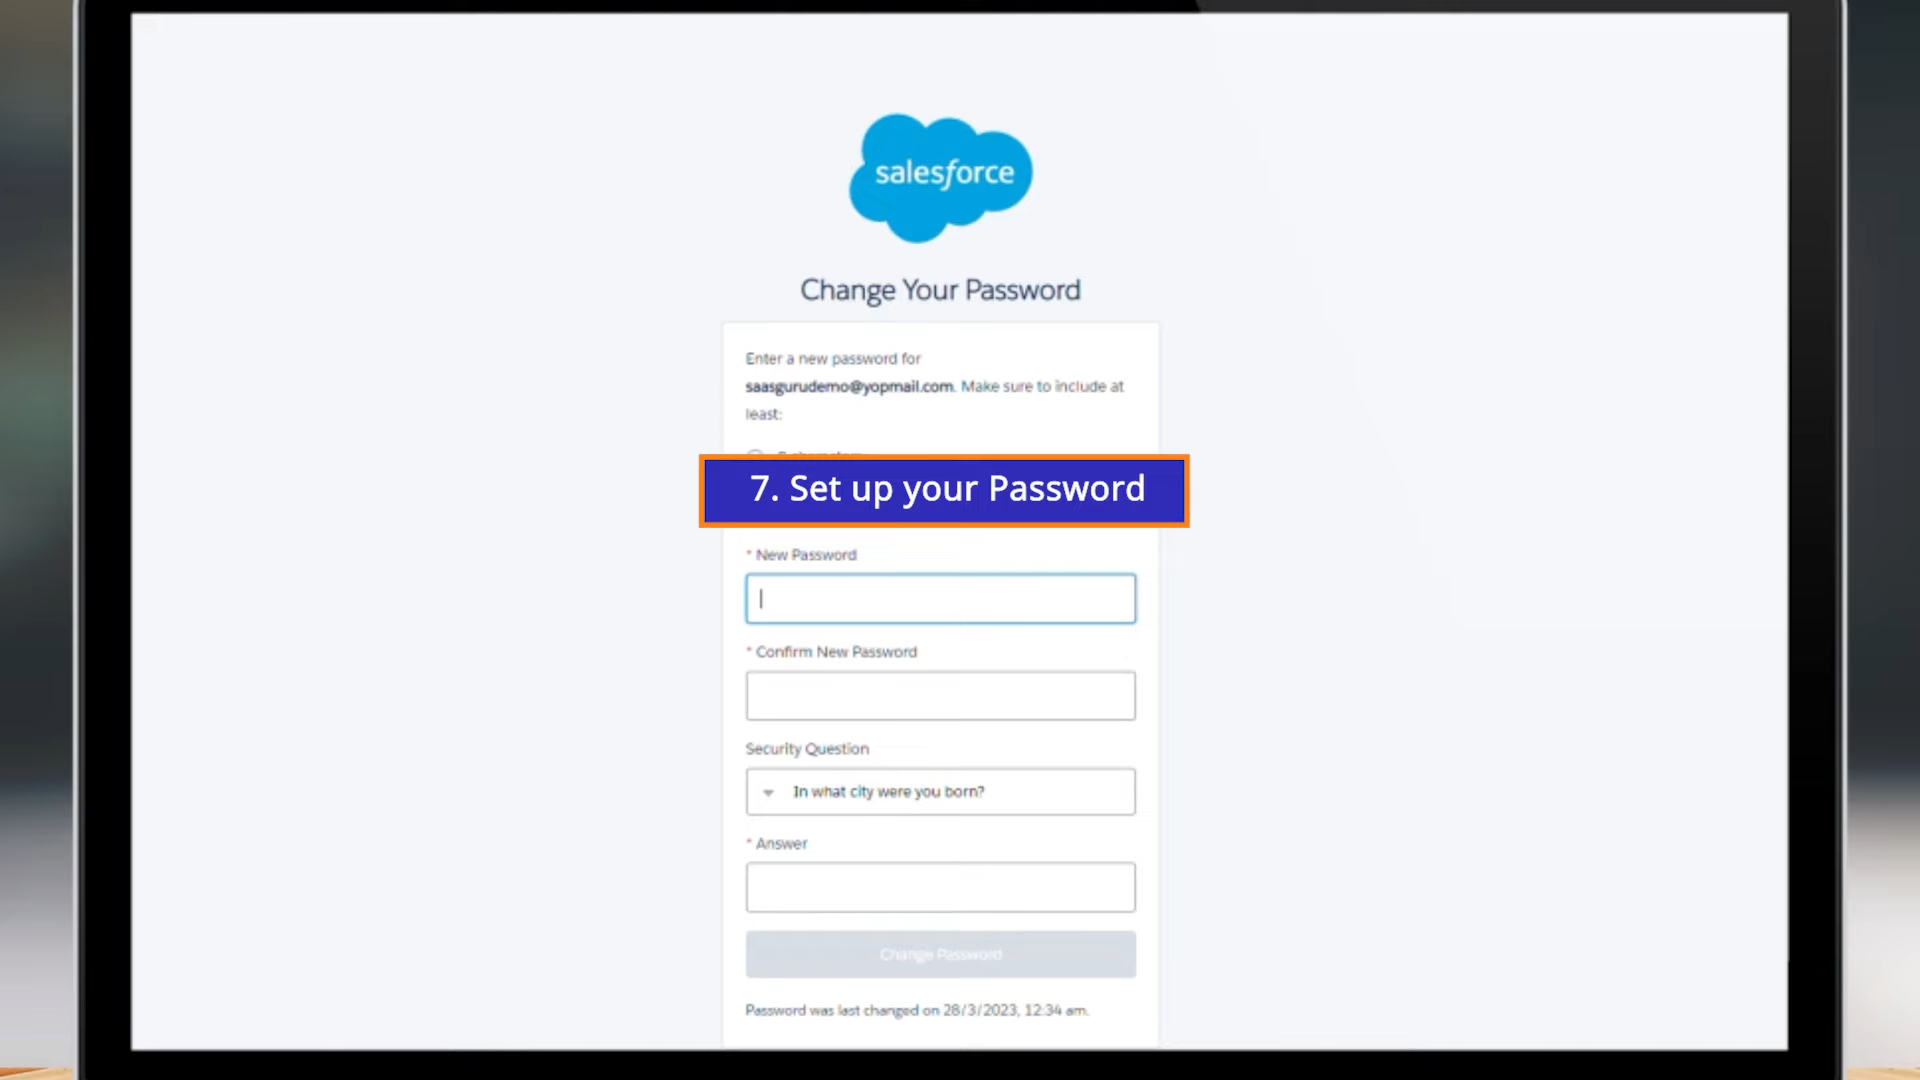 salesforce
Change Your Password
Enter a new password for
saasgurudemo@yopmail.com. Make sure to include at
least:
7. Set up your Password
* New Password
* Confirm New Password
Security Question
In what city were you born?
* Answer
Change Password
Password was last changed on 28/3/2023, 12:34 am.